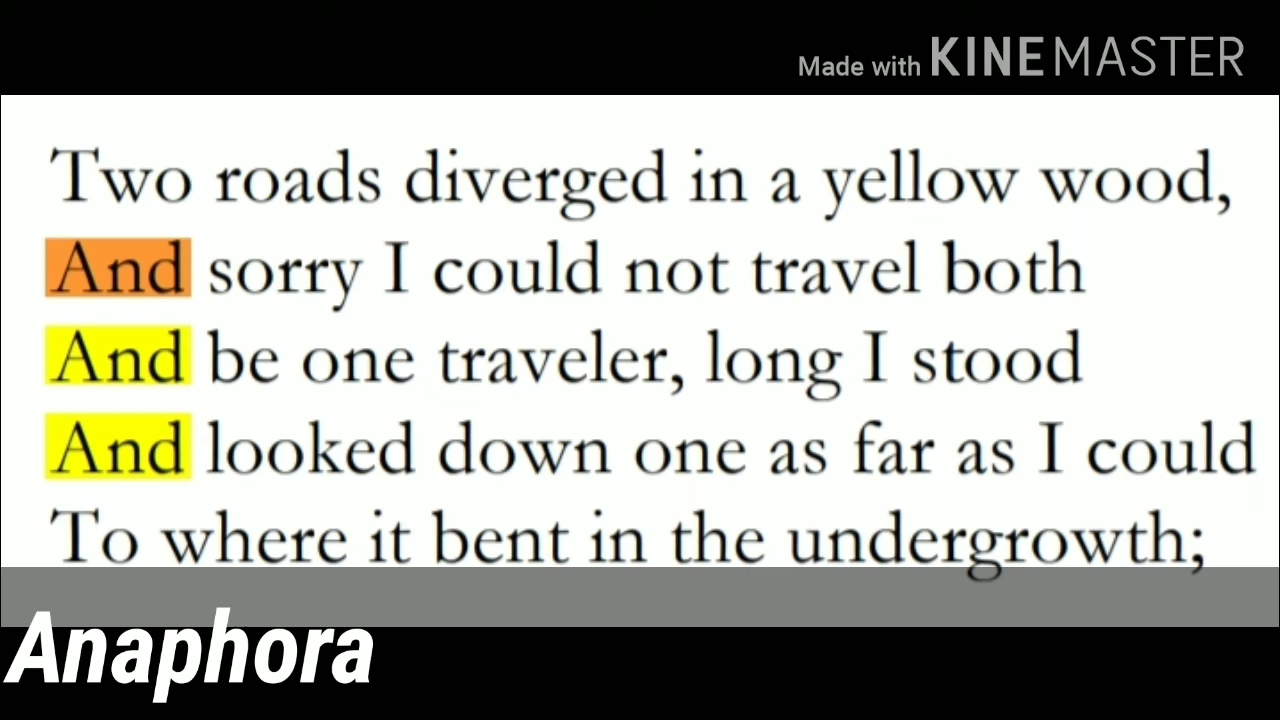 Made with KINEMASTER
Two roads diverged in a yellow wood,
And sorry I could not travel both
And be one traveler, long I stood
And looked down one as far as I could
To where it bent in the undergrowth;
Anaphora